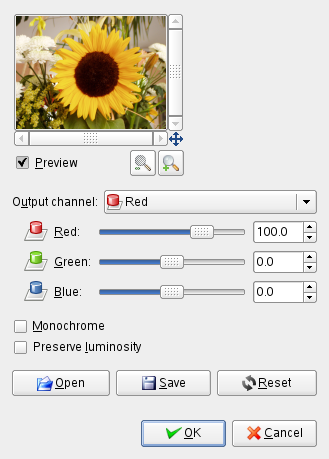 Preview
Output channel: Red
Red: 100.0
Green: 0.0
Blue: 0.0
Monochrome
Preserve luminosity
Open Save Reset
OK Cancel